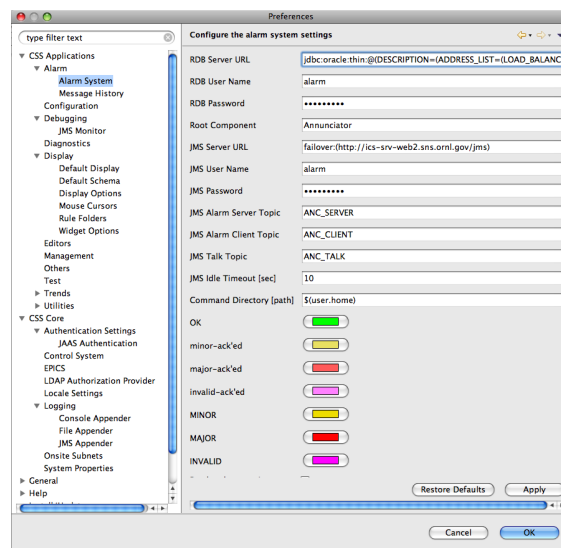 Preferences
type filter text
Configure the alarm system settings
CSS Applications
Alarm
Alarm System
Message History
Configuration
Debugging
JMS Monitor
Diagnostics
Display
Default Display
Default Schema
Display Options
Mouse Cursors
Rule Folders
Widget Options
Editors
Management
Others
Test
Trends
Utilities
CSS Core
Authentication Settings
JAAS Authentication
Control System
EPICS
LDAP Authorization Provider
Locale Settings
Logging
Console Appender
File Appender
JMS Appender
Onsite Subnets
System Properties
General
Help
RDB Server URL jdbc:oracle:thin:@(DESCRIPTION=(ADDRESS_LIST=(LOAD_BALANC
RDB User Name alarm
RDB Password •••••••••
Root Component Annunciator
JMS Server URL failover:(http://ics-srv-web2.sns.ornl.gov/jms)
JMS User Name alarm
JMS Password •••••••••
JMS Alarm Server Topic ANC_SERVER
JMS Alarm Client Topic ANC_CLIENT
JMS Talk Topic ANC_TALK
JMS Idle Timeout [sec] 10
Command Directory [path] $(user.home)
OK
minor-ack'ed
major-ack'ed
invalid-ack'ed
MINOR
MAJOR
INVALID
Restore Defaults Apply
Cancel OK